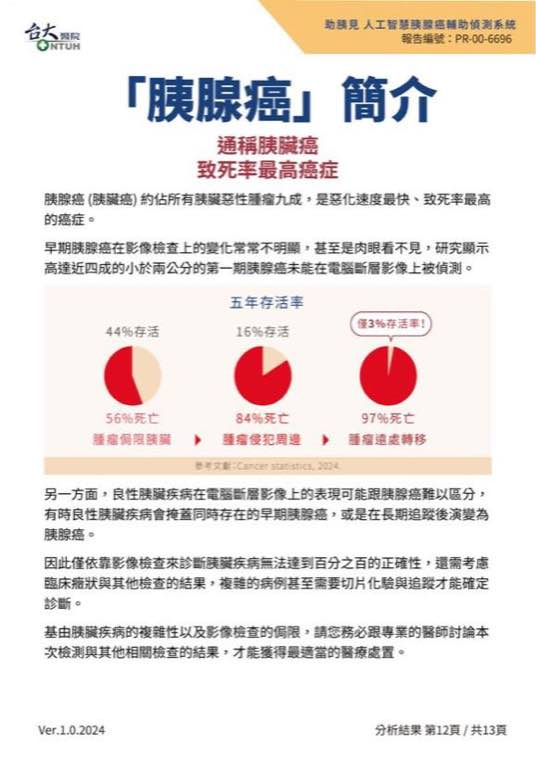 台大醫院
NTUH
助胰見 人工智慧胰腺癌輔助偵測系統
報告編號：PR-00-6696
「胰腺癌」簡介
通稱胰臟癌
致死率最高癌症
胰腺癌 (胰臟癌) 約佔所有胰臟惡性腫瘤九成，是惡化速度最快、致死率最高
的癌症。
早期胰腺癌在影像檢查上的變化常常不明顯，甚至是肉眼看不見，研究顯示
高達近四成的小於兩公分的第一期胰腺癌未能在電腦斷層影像上被偵測。
五年存活率
44%存活
16%存活
僅3%存活率！
56%死亡
84%死亡
97%死亡
腫瘤侷限胰臟
腫瘤侵犯周邊
腫瘤遠處轉移
參考文獻：Cancer statistics, 2024.
另一方面，良性胰臟疾病在電腦斷層影像上的表現可能跟胰腺癌難以區分，
有時良性胰臟疾病會掩蓋同時存在的早期胰腺癌，或是在長期追蹤後演變為
胰腺癌。
因此僅依靠影像檢查來診斷胰臟疾病無法達到百分之百的正確性，還需考慮
臨床症狀與其他檢查的結果，複雜的病例甚至需要切片化驗與追蹤才能確定
診斷。
基由胰臟疾病的複雜性以及影像檢查的侷限，請您務必跟專業的醫師討論本
次檢測與其他相關檢查的結果，才能獲得最適當的醫療處置。
Ver.1.0.2024
分析結果 第12頁 / 共13頁